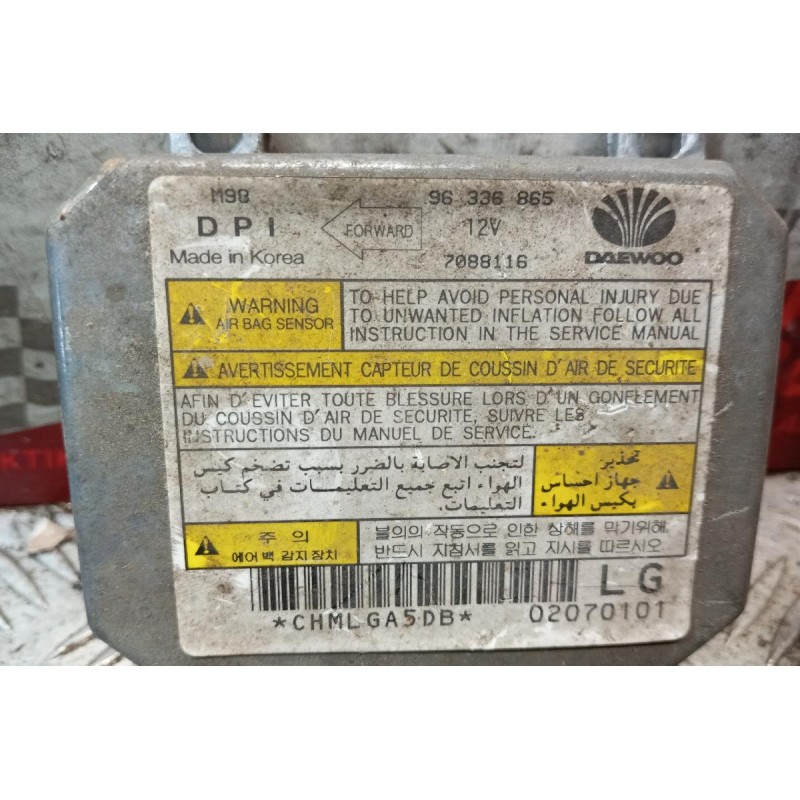 M98
96 336 865
DPI
FORWARD
12V
DAEWOO
Made in Korea
7088116
WARNING
AIR BAG SENSOR
TO HELP AVOID PERSONAL INJURY DUE
TO UNWANTED INFLATION FOLLOW ALL
INSTRUCTION IN THE SERVICE MANUAL
AVERTISSEMENT CAPTEUR DE COUSSIN D'AIR DE SECURITE
AFIN D'EVITER TOUTE BLESSURE LORS D'UN GONFLEMENT
DU COUSSIN D'AIR DE SECURITE, SUIVRE LES
INSTRUCTIONS DU MANUEL DE SERVICE.
تحذير
جهاز احساس
بكيس الهواء
لتجنب الاصابة بالضرر بسبب تضخم كيس
الهواء اتبع جميع التعليمات في كتاب
التعليمات.
주 의
에어 백 감지 장치
불의의 작동으로 인한 상해를 막기위해,
반드시 지침서를 읽고 지시를 따르시오
LG
*CHMLGA5DB*
02070101